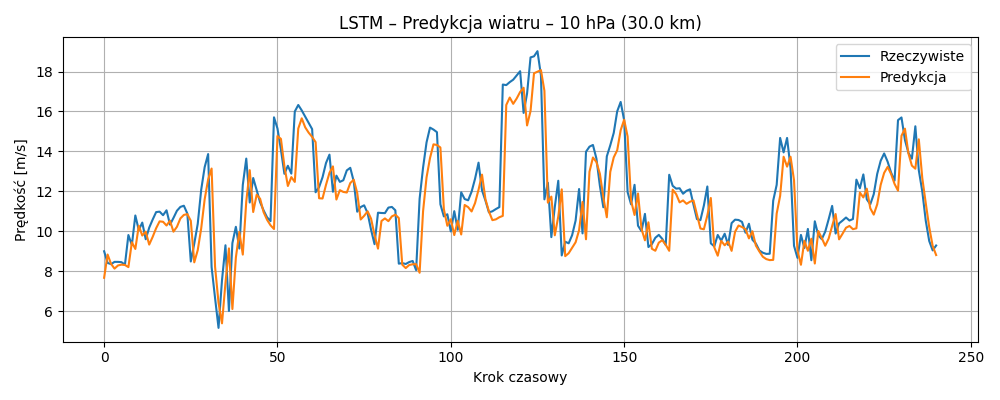 LSTM – Predykcja wiatru – 10 hPa (30.0 km)
Rzeczywiste
Predykcja
Prędkość [m/s]
18
16
14
12
10
8
6
0 50 100 150 200 250
Krok czasowy